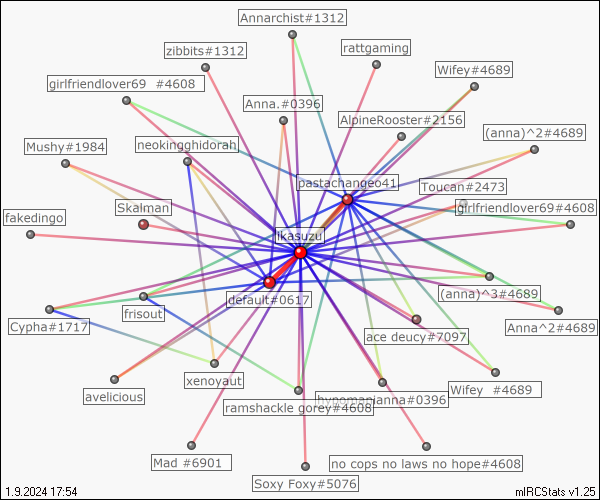 Annarchist#1312
zibbits#1312
rattgaming
girlfriendlover69 #4608
Wifey#4689
Anna.#0396
AlpineRooster#2156
(anna)^2#4689
Mushy#1984
neokingghidorah
pastachange041
Toucan#2473
Skalman
girlfriendlover69#4608
fakedingo
ikasuzu
default#0617
(anna)^3#4689
frisout
Cypha#1717
Anna^2#4689
ace deucy#7097
xenoyaut
avelicious
ramshackle gorey#4608
hypomanianna#0396
Wifey #4689
Mad #6901
no cops no laws no hope#4608
Soxy Foxy#5076
1.9.2024 17:54
mIRCStats v1.25